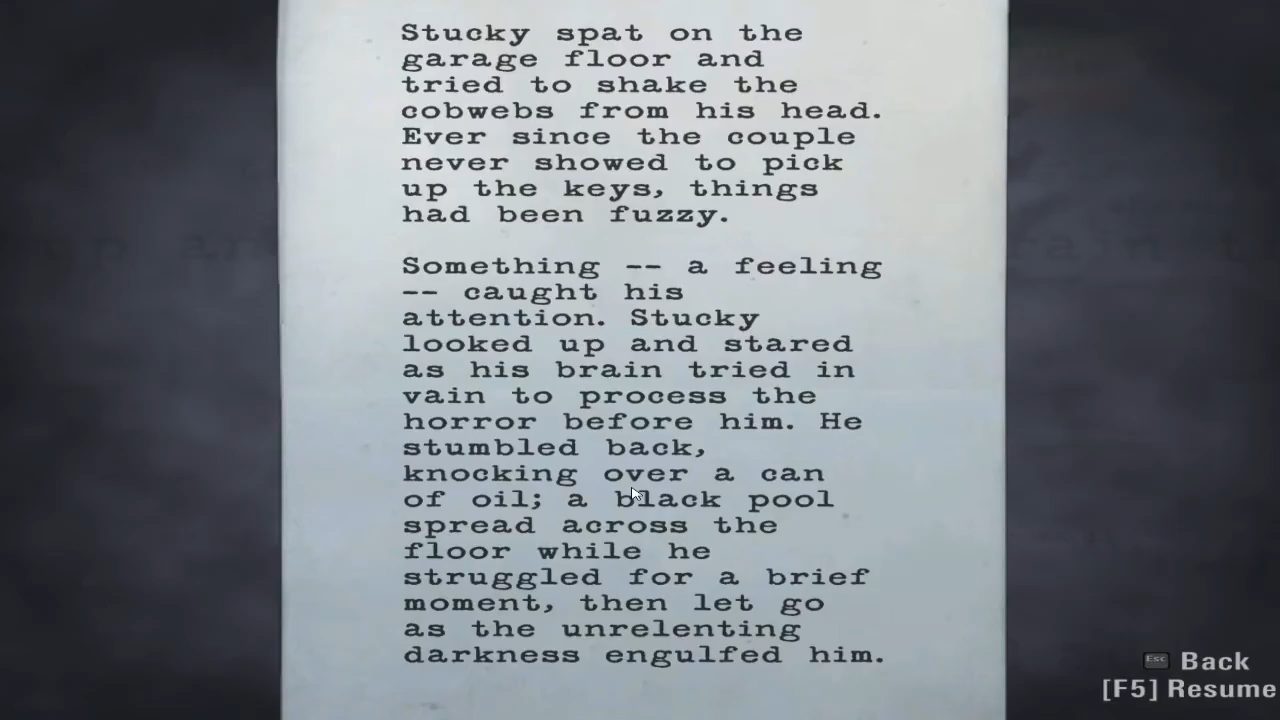 Stucky spat on the
garage floor and
tried to shake the
cobwebs from his head.
Ever since the couple
never showed to pick
up the keys, things
had been fuzzy.
Something -- a feeling
-- caught his
attention. Stucky
looked up and stared
as his brain tried in
vain to process the
horror before him. He
stumbled back,
knocking over a can
of oil; a black pool
spread across the
floor while he
struggled for a brief
moment, then let go
as the unrelenting
darkness engulfed him.
Esc Back
[F5] Resume